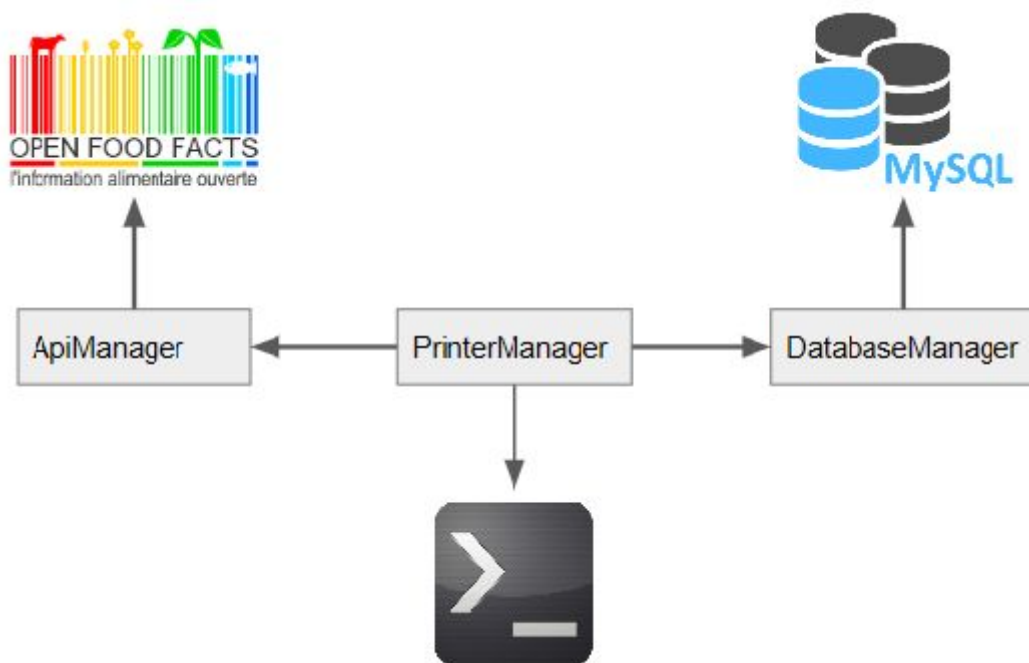 OPEN FOOD FACTS
l'information alimentaire ouverte
MySQL
ApiManager
PrinterManager
DatabaseManager
>_